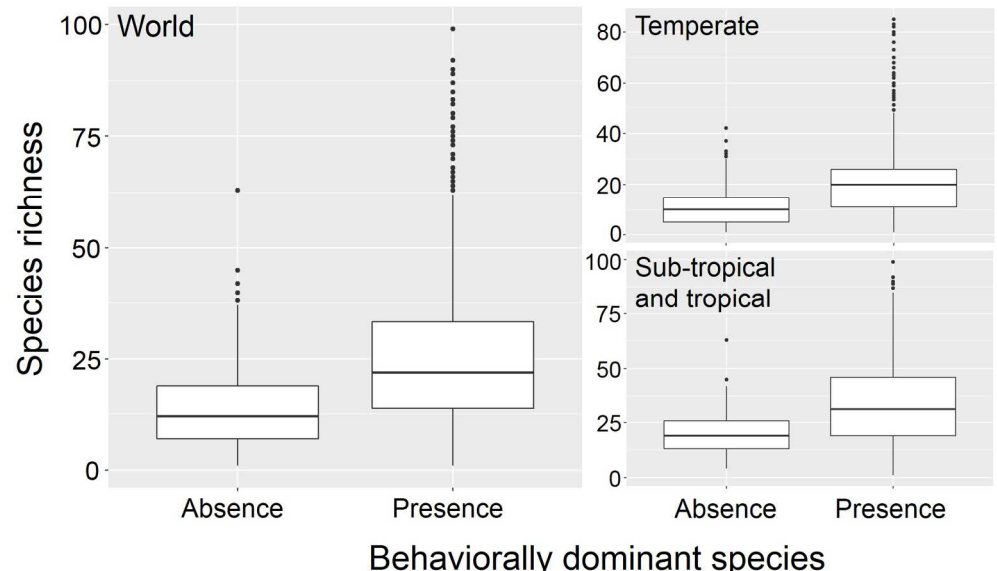 World
Species richness
100
75
50
25
0
Absence Presence
Temperate
80
60
40
20
0
Sub-tropical
and tropical
100
75
50
25
0
Absence Presence
Behaviorally dominant species